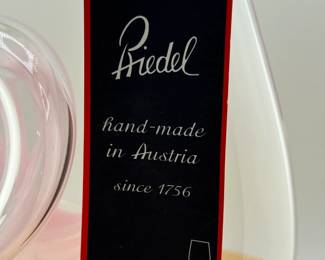 Riedel
hand-made
in Austria
since 1756